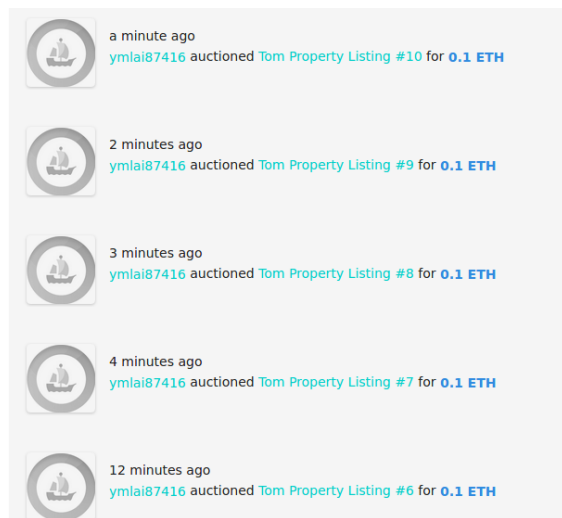 a minute ago
ymlai87416 auctioned Tom Property Listing #10 for 0.1 ETH
2 minutes ago
ymlai87416 auctioned Tom Property Listing #9 for 0.1 ETH
3 minutes ago
ymlai87416 auctioned Tom Property Listing #8 for 0.1 ETH
4 minutes ago
ymlai87416 auctioned Tom Property Listing #7 for 0.1 ETH
12 minutes ago
ymlai87416 auctioned Tom Property Listing #6 for 0.1 ETH